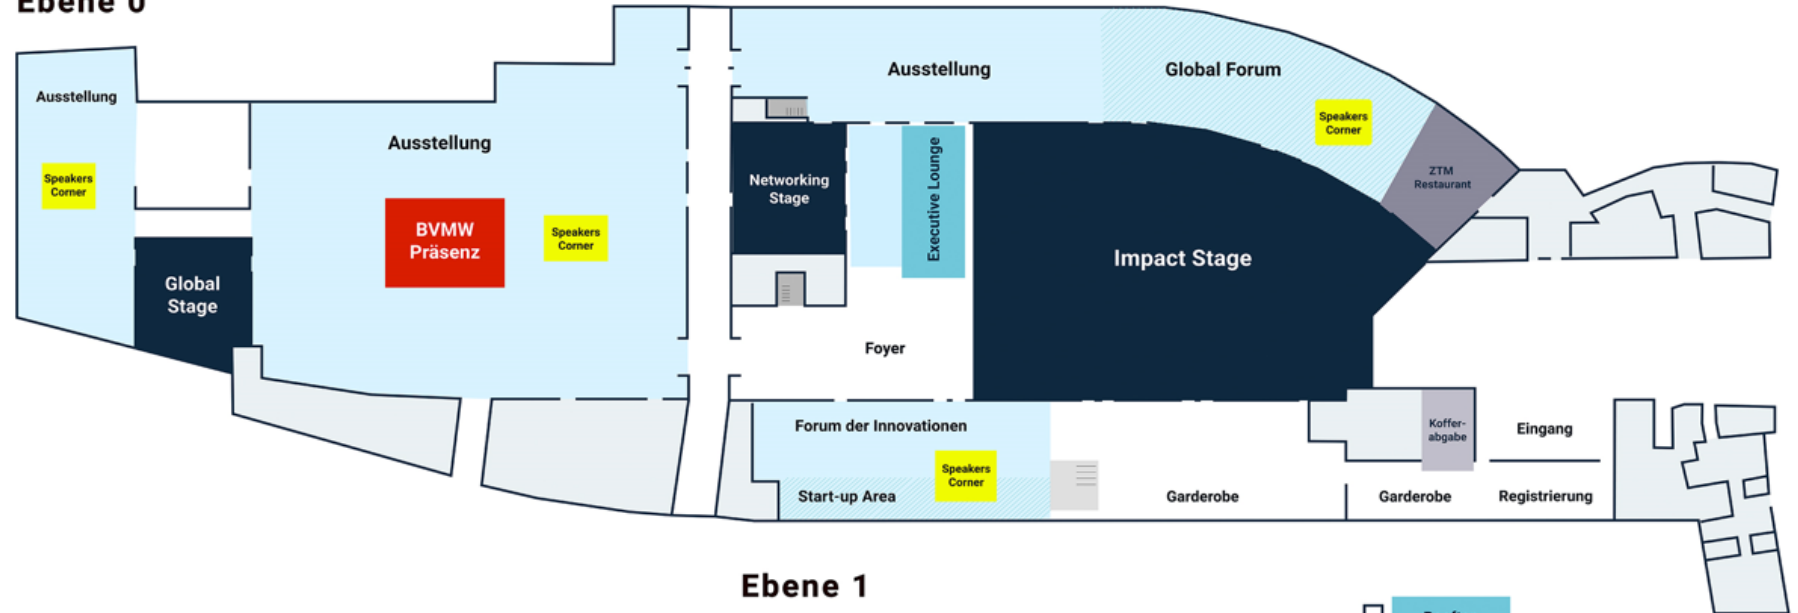 Ebene 0
Ausstellung
Speakers
Corner
Global
Stage
Ausstellung
BVMW
Präsenz
Speakers
Corner
Ausstellung
Global Forum
Speakers
Corner
ZTM
Restaurant
Networking
Stage
Executive Lounge
Impact Stage
Foyer
Forum der Innovationen
Speakers
Corner
Start-up Area
Garderobe
Koffer-
abgabe
Eingang
Garderobe
Registrierung
Ebene 1